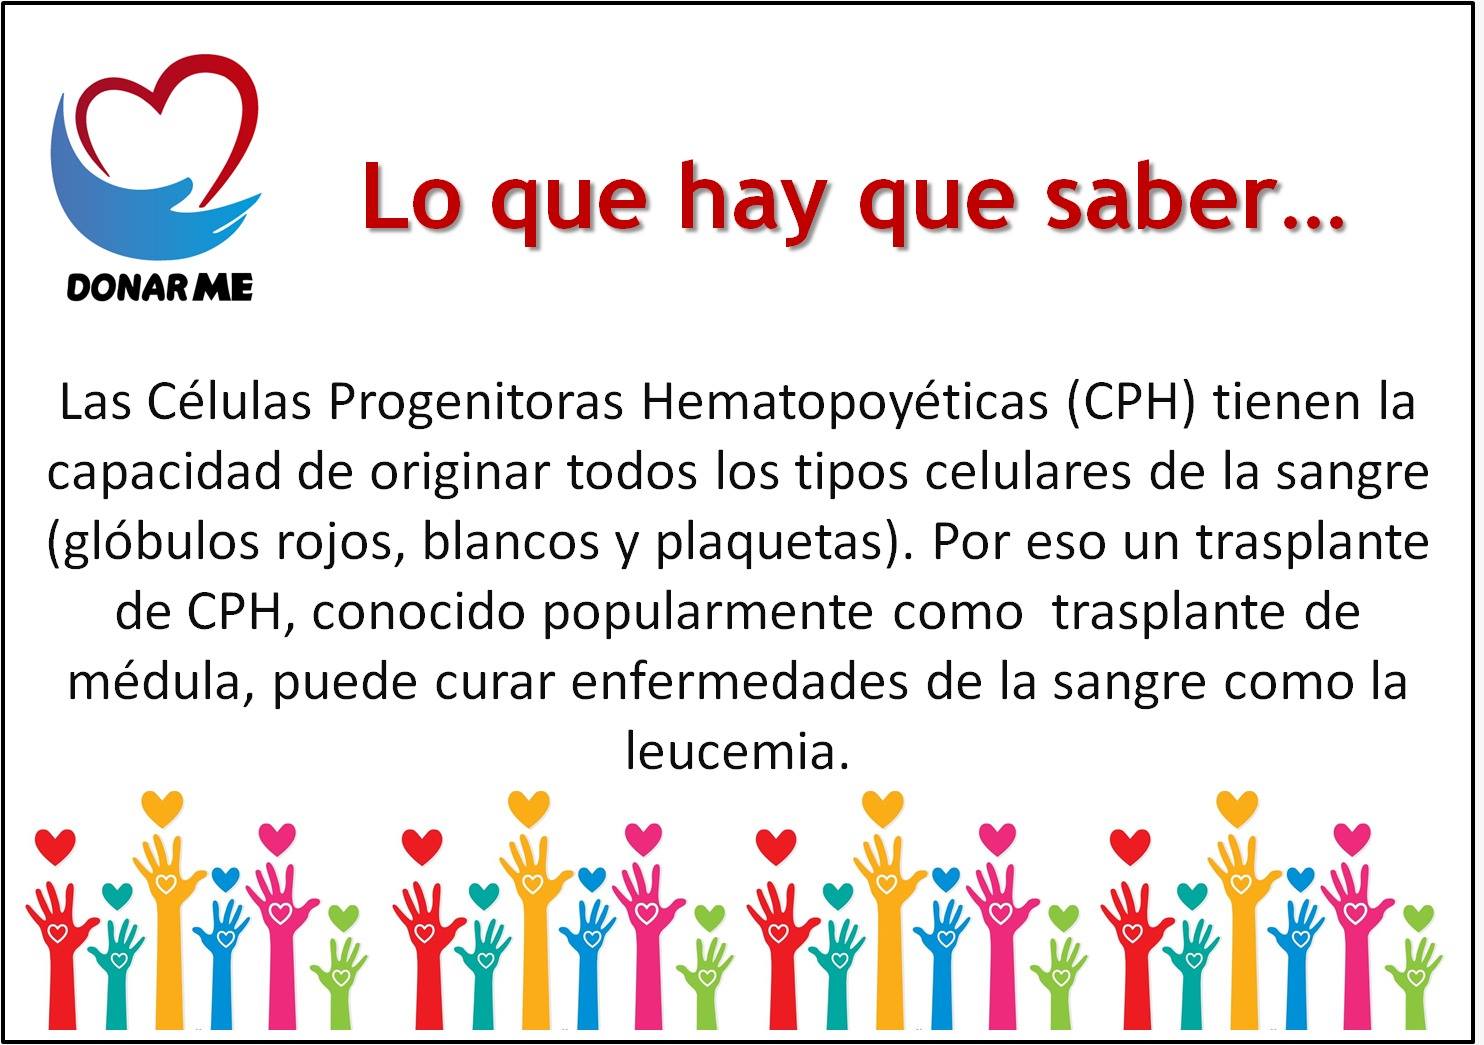 DONARME
Lo que hay que saber...
Las Células Progenitoras Hematopoyéticas (CPH) tienen la
capacidad de originar todos los tipos celulares de la sangre
(glóbulos rojos, blancos y plaquetas). Por eso un trasplante
de CPH, conocido popularmente como trasplante de
médula, puede curar enfermedades de la sangre como la
leucemia.